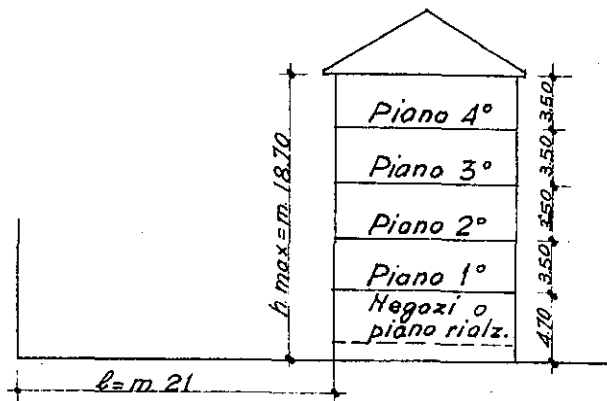 Piano 4°
Piano 3°
Piano 2°
Piano 1°
Negozi o
piano rialz.
h max = m. 18.70
3.50
3.50
3.50
3.50
4.70
l = m 21